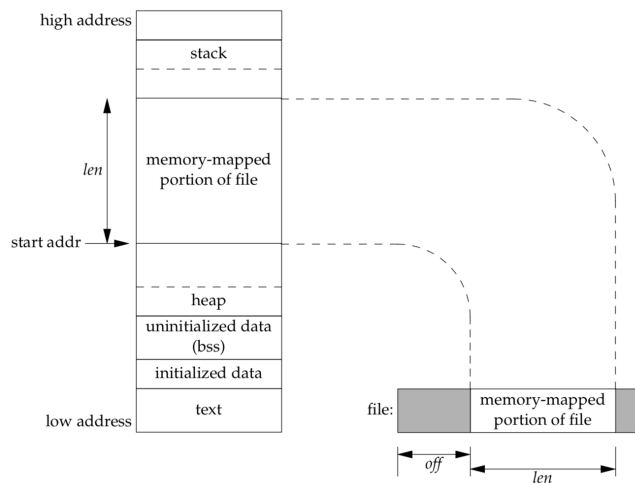 high address
stack
memory-mapped
portion of file
len
start addr
heap
uninitialized data
(bss)
initialized data
text
low address
file:
memory-mapped
portion of file
off
len